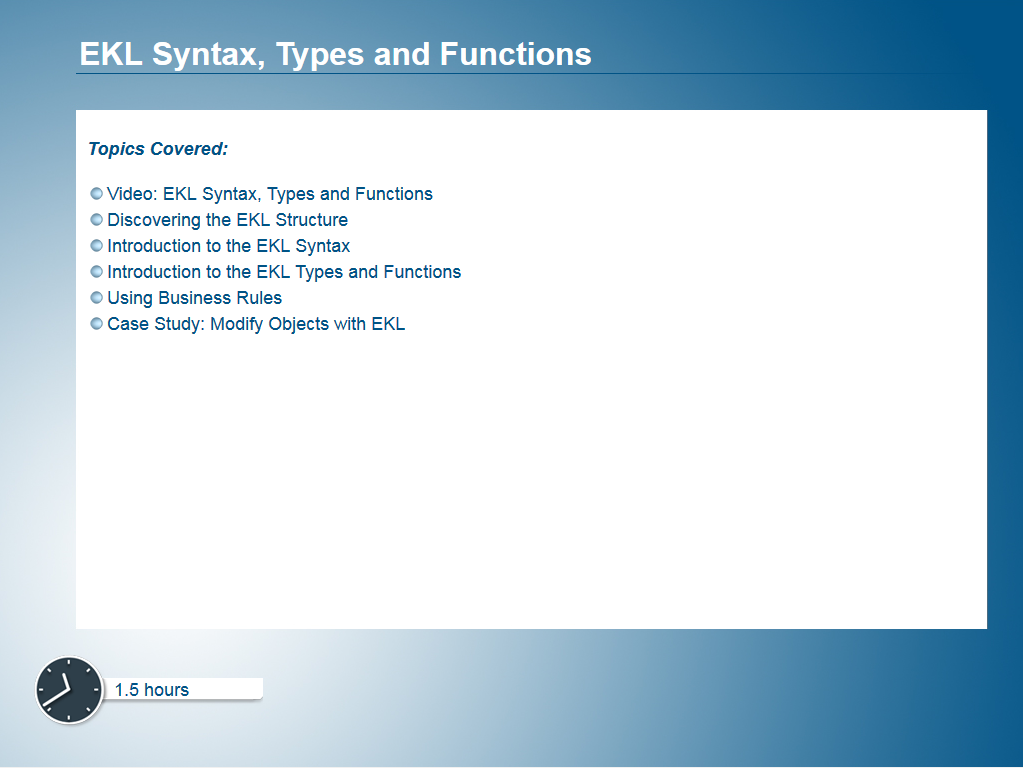 EKL Syntax, Types and Functions
Topics Covered:
Video: EKL Syntax, Types and Functions
Discovering the EKL Structure
Introduction to the EKL Syntax
Introduction to the EKL Types and Functions
Using Business Rules
Case Study: Modify Objects with EKL
1.5 hours